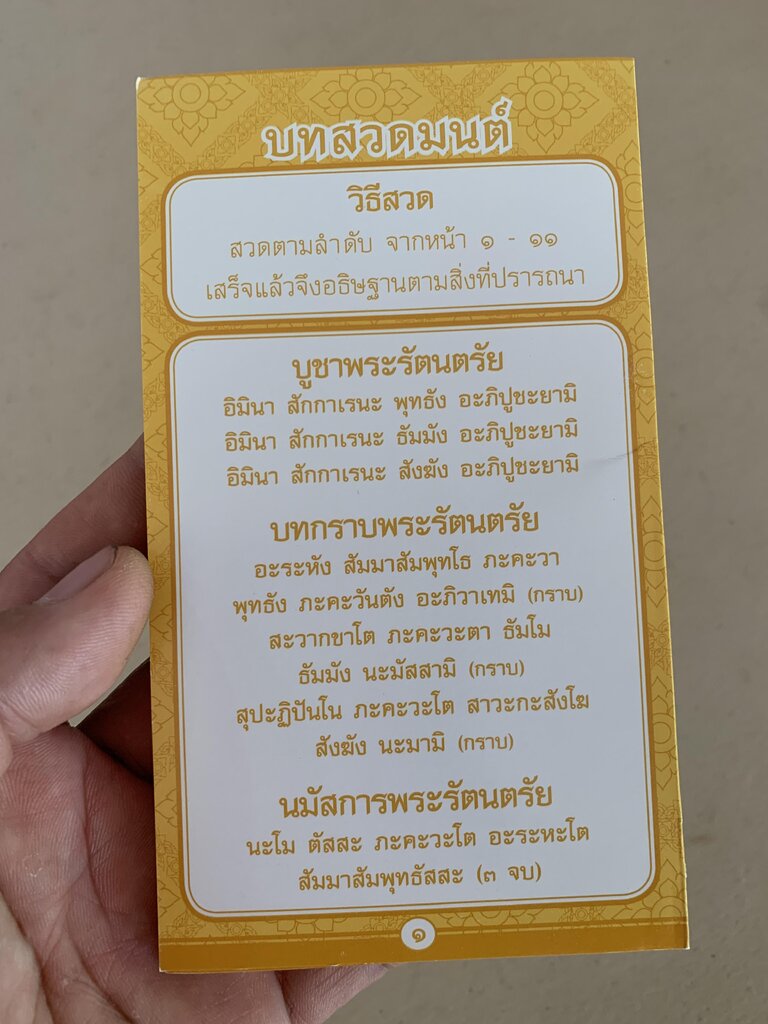 บทสวดมนต์
วิธีสวด
สวดตามลำดับ จากหน้า ๑ - ๑๑
เสร็จแล้วจึงอธิษฐานตามสิ่งที่ปรารถนา
บูชาพระรัตนตรัย
อิมินา สักกาเรนะ พุทธัง อะภิปูชะยามิ
อิมินา สักกาเรนะ ธัมมัง อะภิปูชะยามิ
อิมินา สักกาเรนะ สังฆัง อะภิปูชะยามิ
บทกราบพระรัตนตรัย
อะระหัง สัมมาสัมพุทโธ ภะคะวา
พุทธัง ภะคะวันตัง อะภิวาเทมิ (กราบ)
สะวากขาโต ภะคะวะตา ธัมโม
ธัมมัง นะมัสสามิ (กราบ)
สุปะฏิปันโน ภะคะวะโต สาวะกะสังโฆ
สังฆัง นะมามิ (กราบ)
นมัสการพระรัตนตรัย
นะโม ตัสสะ ภะคะวะโต อะระหะโต
สัมมาสัมพุทธัสสะ (๓ จบ)
๑